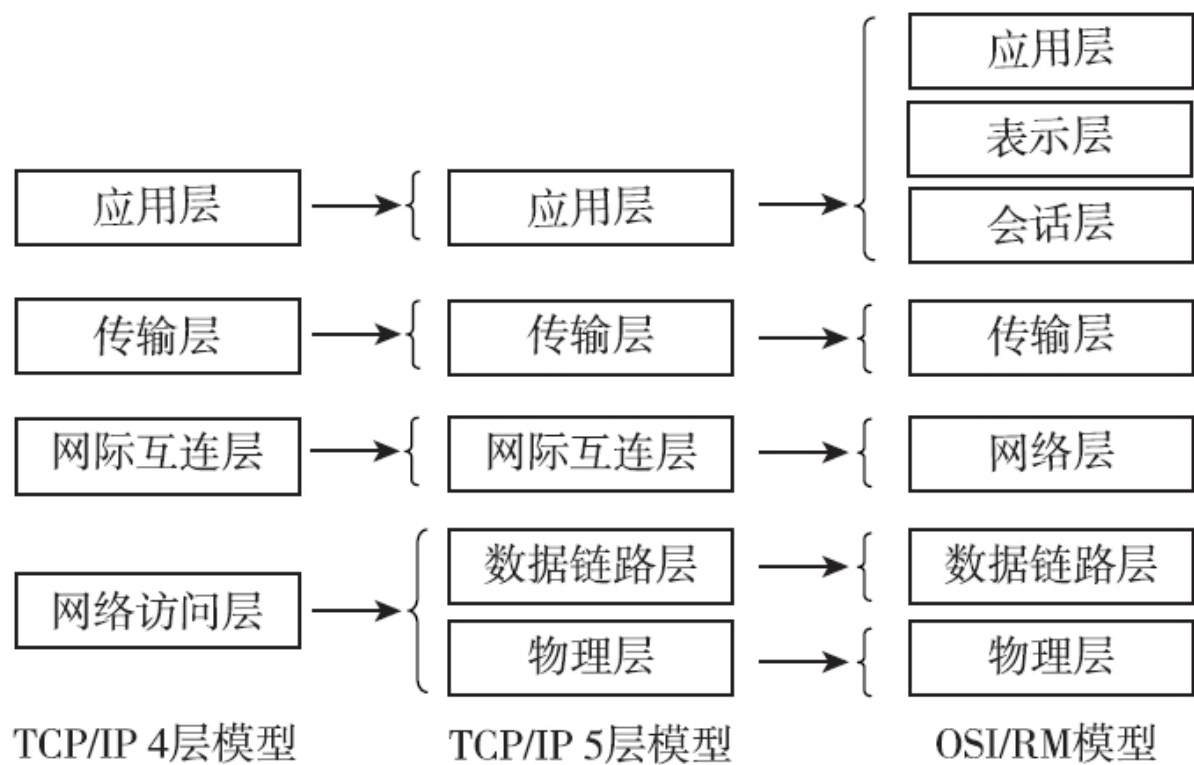 应用层
表示层
应用层 应用层
会话层
传输层 传输层 传输层
网际互连层 网际互连层 网络层
数据链路层 数据链路层
网络访问层
物理层 物理层
TCP/IP 4层模型 TCP/IP 5层模型 OSI/RM模型